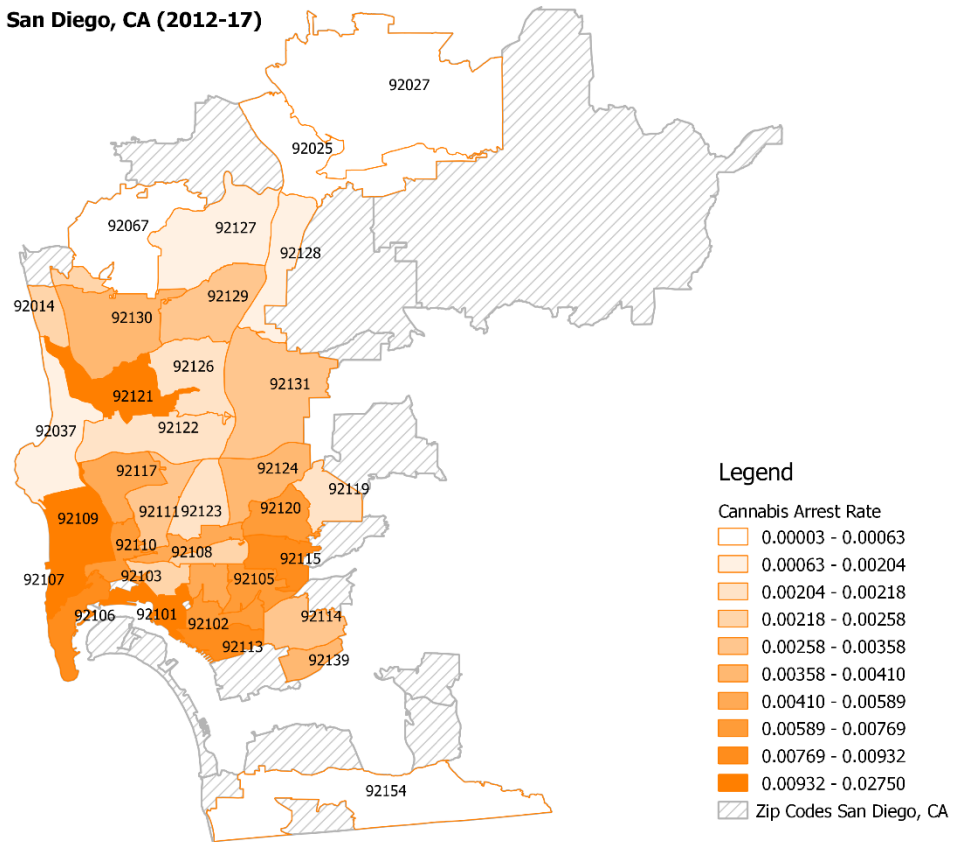 San Diego, CA (2012-17)
92027
92025
92067
92127
92128
92014
92129
92130
92126
92131
92121
92037
92122
92117
92124
92119
92109
92111
92123
92120
92110
92108
92115
92107
92103
92105
92106
92101
92102
92114
92113
92139
92154
Legend
Cannabis Arrest Rate
0.00003 - 0.00063
0.00063 - 0.00204
0.00204 - 0.00218
0.00218 - 0.00258
0.00258 - 0.00358
0.00358 - 0.00410
0.00410 - 0.00589
0.00589 - 0.00769
0.00769 - 0.00932
0.00932 - 0.02750
Zip Codes San Diego, CA